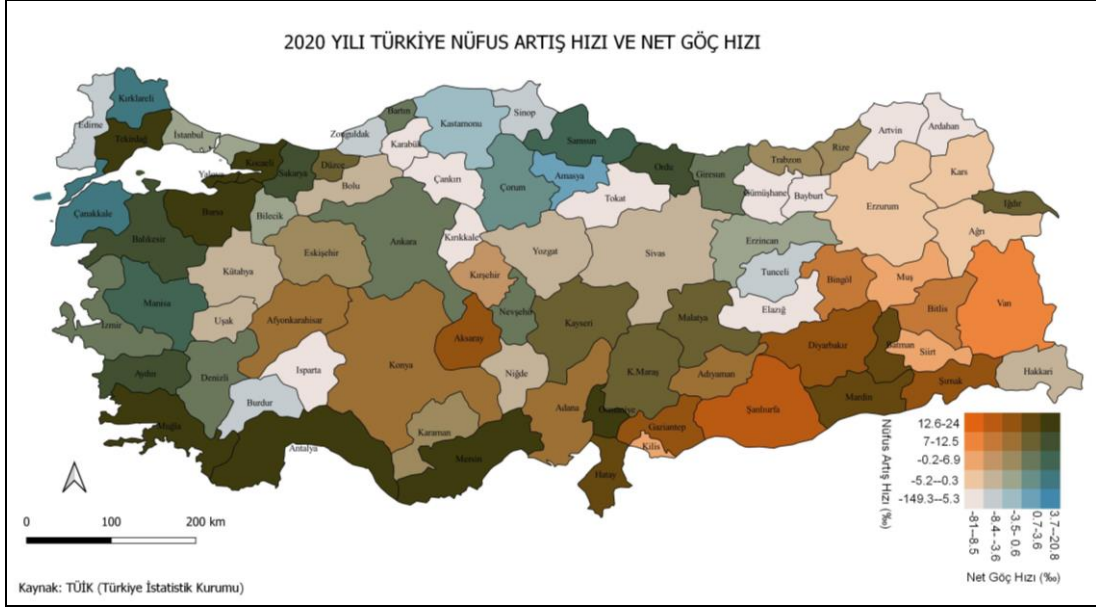 2020 YILI TÜRKİYE NÜFUS ARTIŞ HIZI VE NET GÖÇ HIZI
Kırklareli
Edirne
Tekirdağ
İstanbul
Yalova
Kocaeli
Sakarya
Düzce
Zonguldak
Bartın
Karabük
Kastamonu
Sinop
Samsun
Amasya
Ordu
Giresun
Trabzon
Rize
Artvin
Ardahan
Kars
Bolu
Çankırı
Çorum
Tokat
Gümüşhane
Bayburt
Erzurum
Iğdır
Ağrı
Çanakkale
Balıkesir
Bursa
Bilecik
Eskişehir
Ankara
Kırıkkale
Yozgat
Sivas
Erzincan
Tunceli
Kütahya
Kırşehir
Bingöl
Muş
Van
Manisa
İzmir
Uşak
Afyonkarahisar
Nevşehir
Kayseri
Malatya
Elazığ
Bitlis
Konya
Aksaray
Diyarbakır
Batman
Siirt
Aydın
Denizli
Isparta
Niğde
K.Maraş
Adıyaman
Hakkari
Burdur
Şırnak
Mardin
Muğla
Antalya
Karaman
Mersin
Adana
Osmaniye
Gaziantep
Şanlıurfa
Kilis
Hatay
Nüfus Artış Hızı (‰)
12.6-24
7-12.5
-0.2-6.9
-5.2--0.3
-149.3--5.3
-81--8.5
-8.4--3.6
-3.5- 0.6
0.7-3.6
3.7--20.8
Net Göç Hızı (‰)
0 100 200 km
Kaynak: TÜİK (Türkiye İstatistik Kurumu)